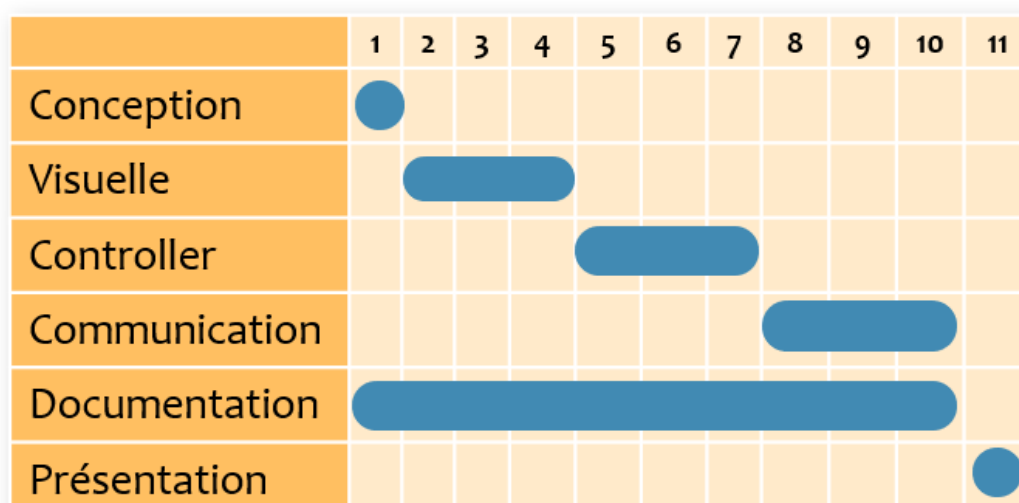 1 2 3 4 5 6 7 8 9 10 11
Conception
Visuelle
Controller
Communication
Documentation
Présentation